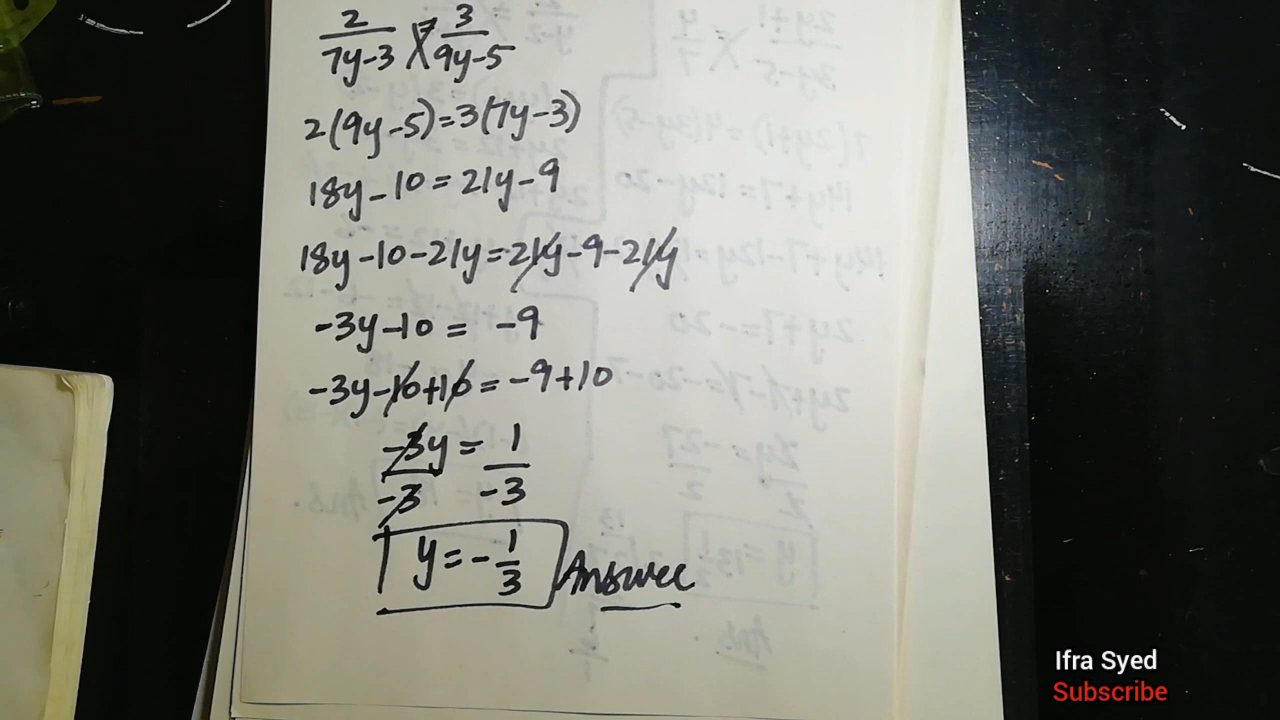 2/(7y-3) = 3/(9y-5)
2(9y-5)=3(7y-3)
18y-10=21y-9
18y-10-21y=21y-9-21y
-3y-10= -9
-3y-10+10=-9+10
-3y/-3 = 1/-3
y=-1/3 Answer
Ifra Syed
Subscribe